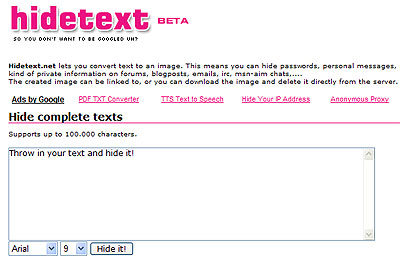 hidetext BETA
SO YOU DON'T WANT TO BE GOOGLED UH?
Hidetext.net lets you convert text to an image. This means you can hide passwords, personal messages,
kind of private information on forums, blogposts, emails, irc, msn-aim chats,....
The created image can be linked to, or you can download the image and delete it directly from the server.
Ads by Google PDF TXT Converter TTS Text to Speech Hide Your IP Address Anonymous Proxy
Hide complete texts
Supports up to 100.000 characters.
Throw in your text and hide it!
Arial 9 Hide it!